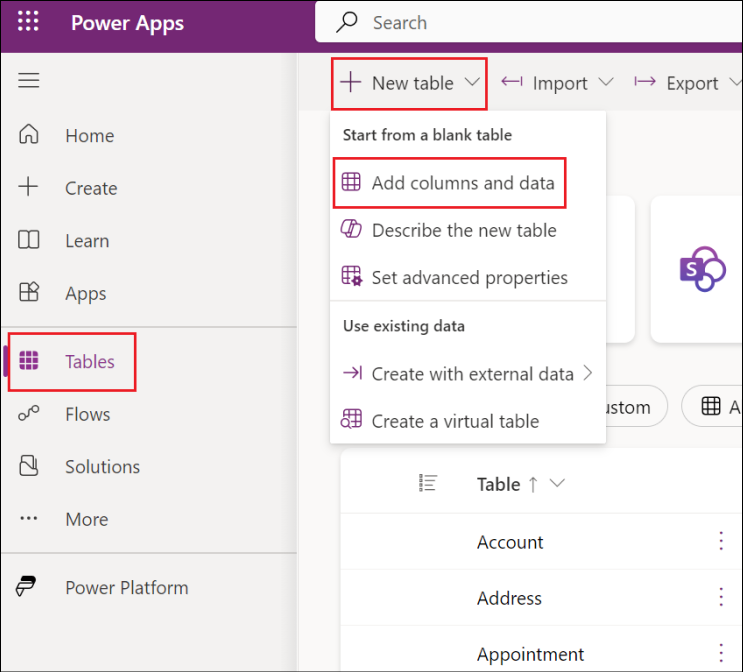 Power Apps
Search
Home
Create
Learn
Apps
Tables
Flows
Solutions
More
Power Platform
New table
Import
Export
Start from a blank table
Add columns and data
Describe the new table
Set advanced properties
Use existing data
Create with external data
Create a virtual table
S
ustom
A
Table
Account
Address
Appointment